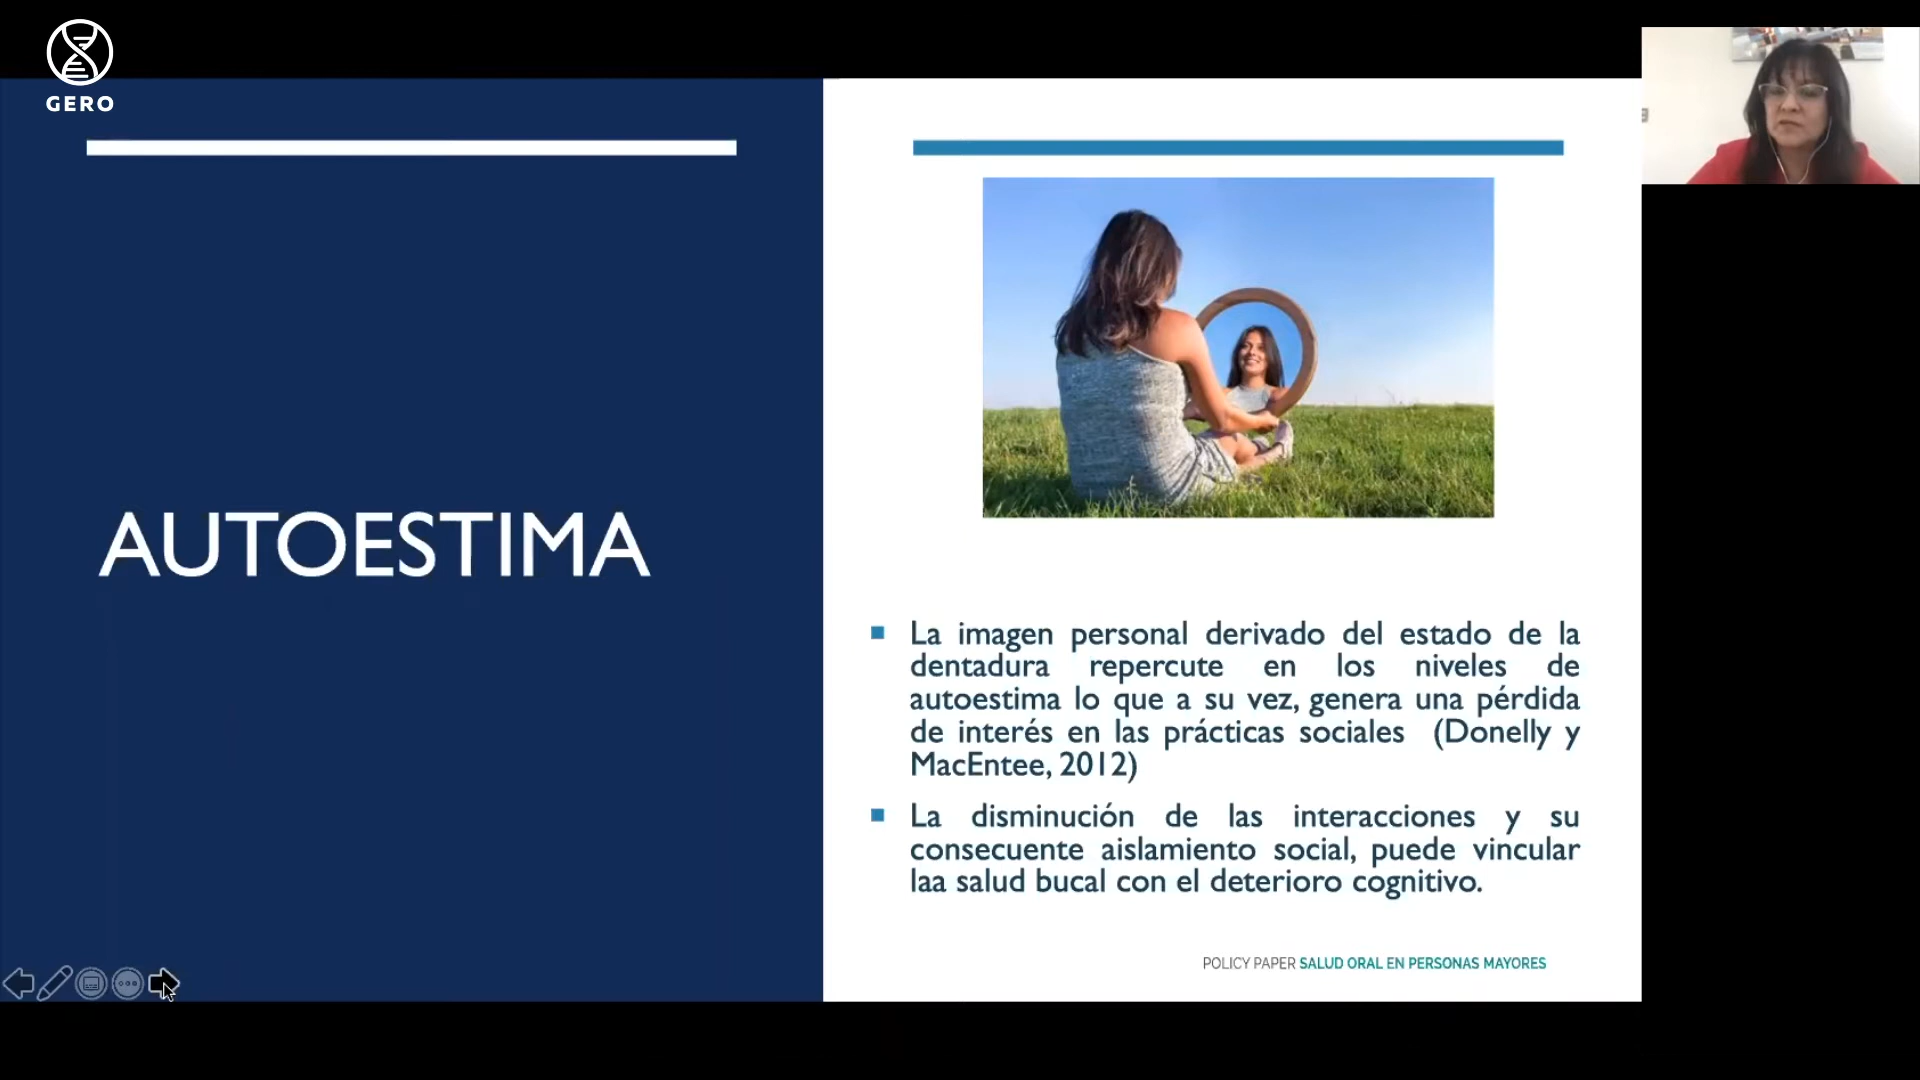 GERO
AUTOESTIMA
La imagen personal derivado del estado de la
dentadura repercute en los niveles de
autoestima lo que a su vez, genera una pérdida
de interés en las prácticas sociales (Donelly y
MacEntee, 2012)
La disminución de las interacciones y su
consecuente aislamiento social, puede vincular
laa salud bucal con el deterioro cognitivo.
POLICY PAPER SALUD ORAL EN PERSONAS MAYORES